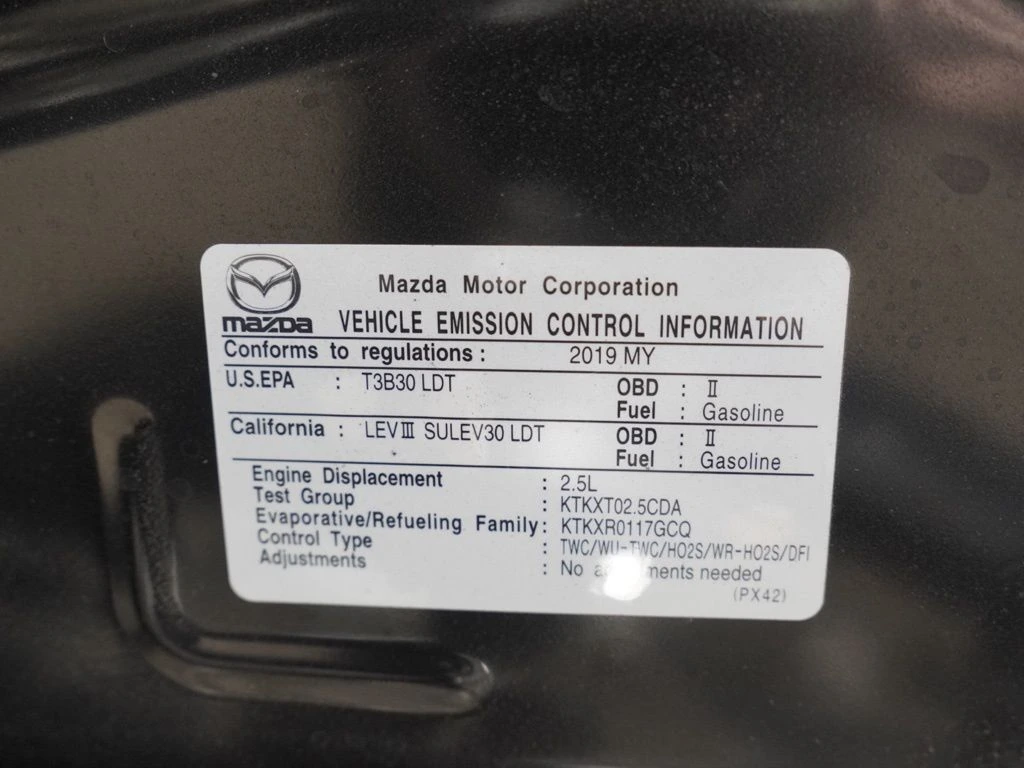 Mazda Motor Corporation
mazda VEHICLE EMISSION CONTROL INFORMATION
Conforms to regulations : 2019 MY
U.S.EPA : T3B30 LDT OBD : Ⅱ
Fuel : Gasoline
California : LEVⅢ SULEV30 LDT OBD : Ⅱ
Fuel : Gasoline
Engine Displacement : 2.5L
Test Group : KTKXT02.5CDA
Evaporative/Refueling Family: KTKXR0117GCQ
Control Type : TWC/WU-TWC/HO2S/WR-HO2S/DFI
Adjustments : No needed
(PX42)